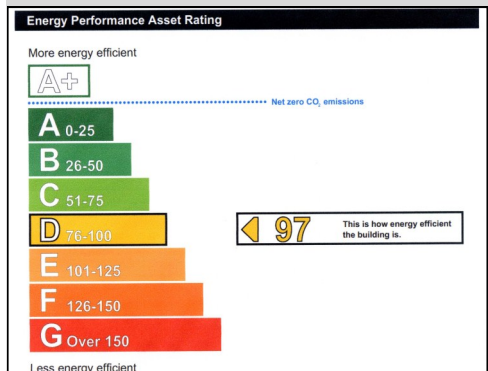 Energy Performance Asset Rating
More energy efficient
A+
Net zero CO₂ emissions
A 0-25
B 26-50
C 51-75
D 76-100
97
This is how energy efficient
the building is.
E 101-125
F 126-150
G Over 150
Less energy efficient